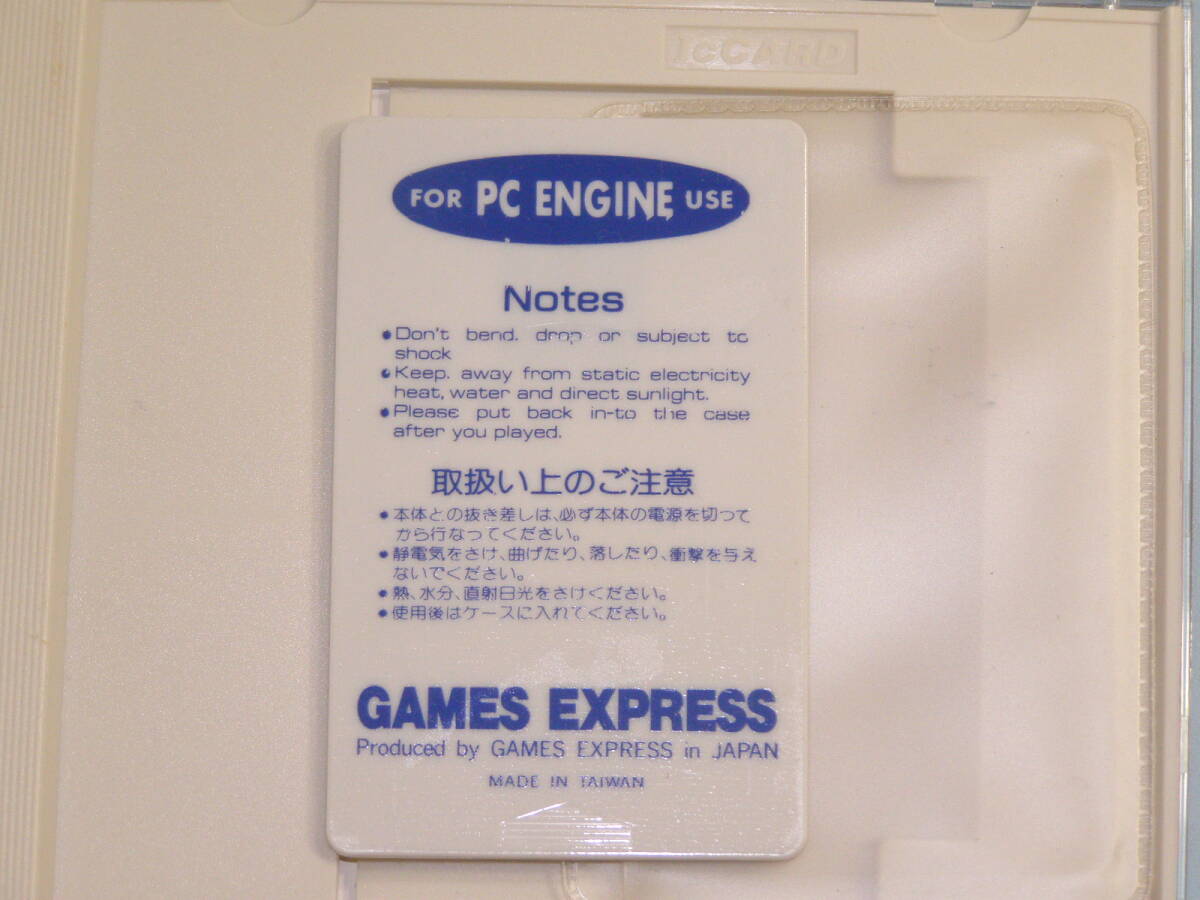 ICCARD
FOR PC ENGINE USE
Notes
●Don't bend. drop or subject to
shock
●Keep. away from static electricity
heat, water and direct sunlight.
●Please put back in-to the case
after you played.
取扱い上のご注意
●本体との抜き差しは、必ず本体の電源を切って
から行なってください。
●静電気をさけ、曲げたり、落したり、衝撃を与え
ないでください。
●熱、水分、直射日光をさけください。
●使用後はケースに入れてください。
GAMES EXPRESS
Produced by GAMES EXPRESS in JAPAN
MADE IN TAIWAN